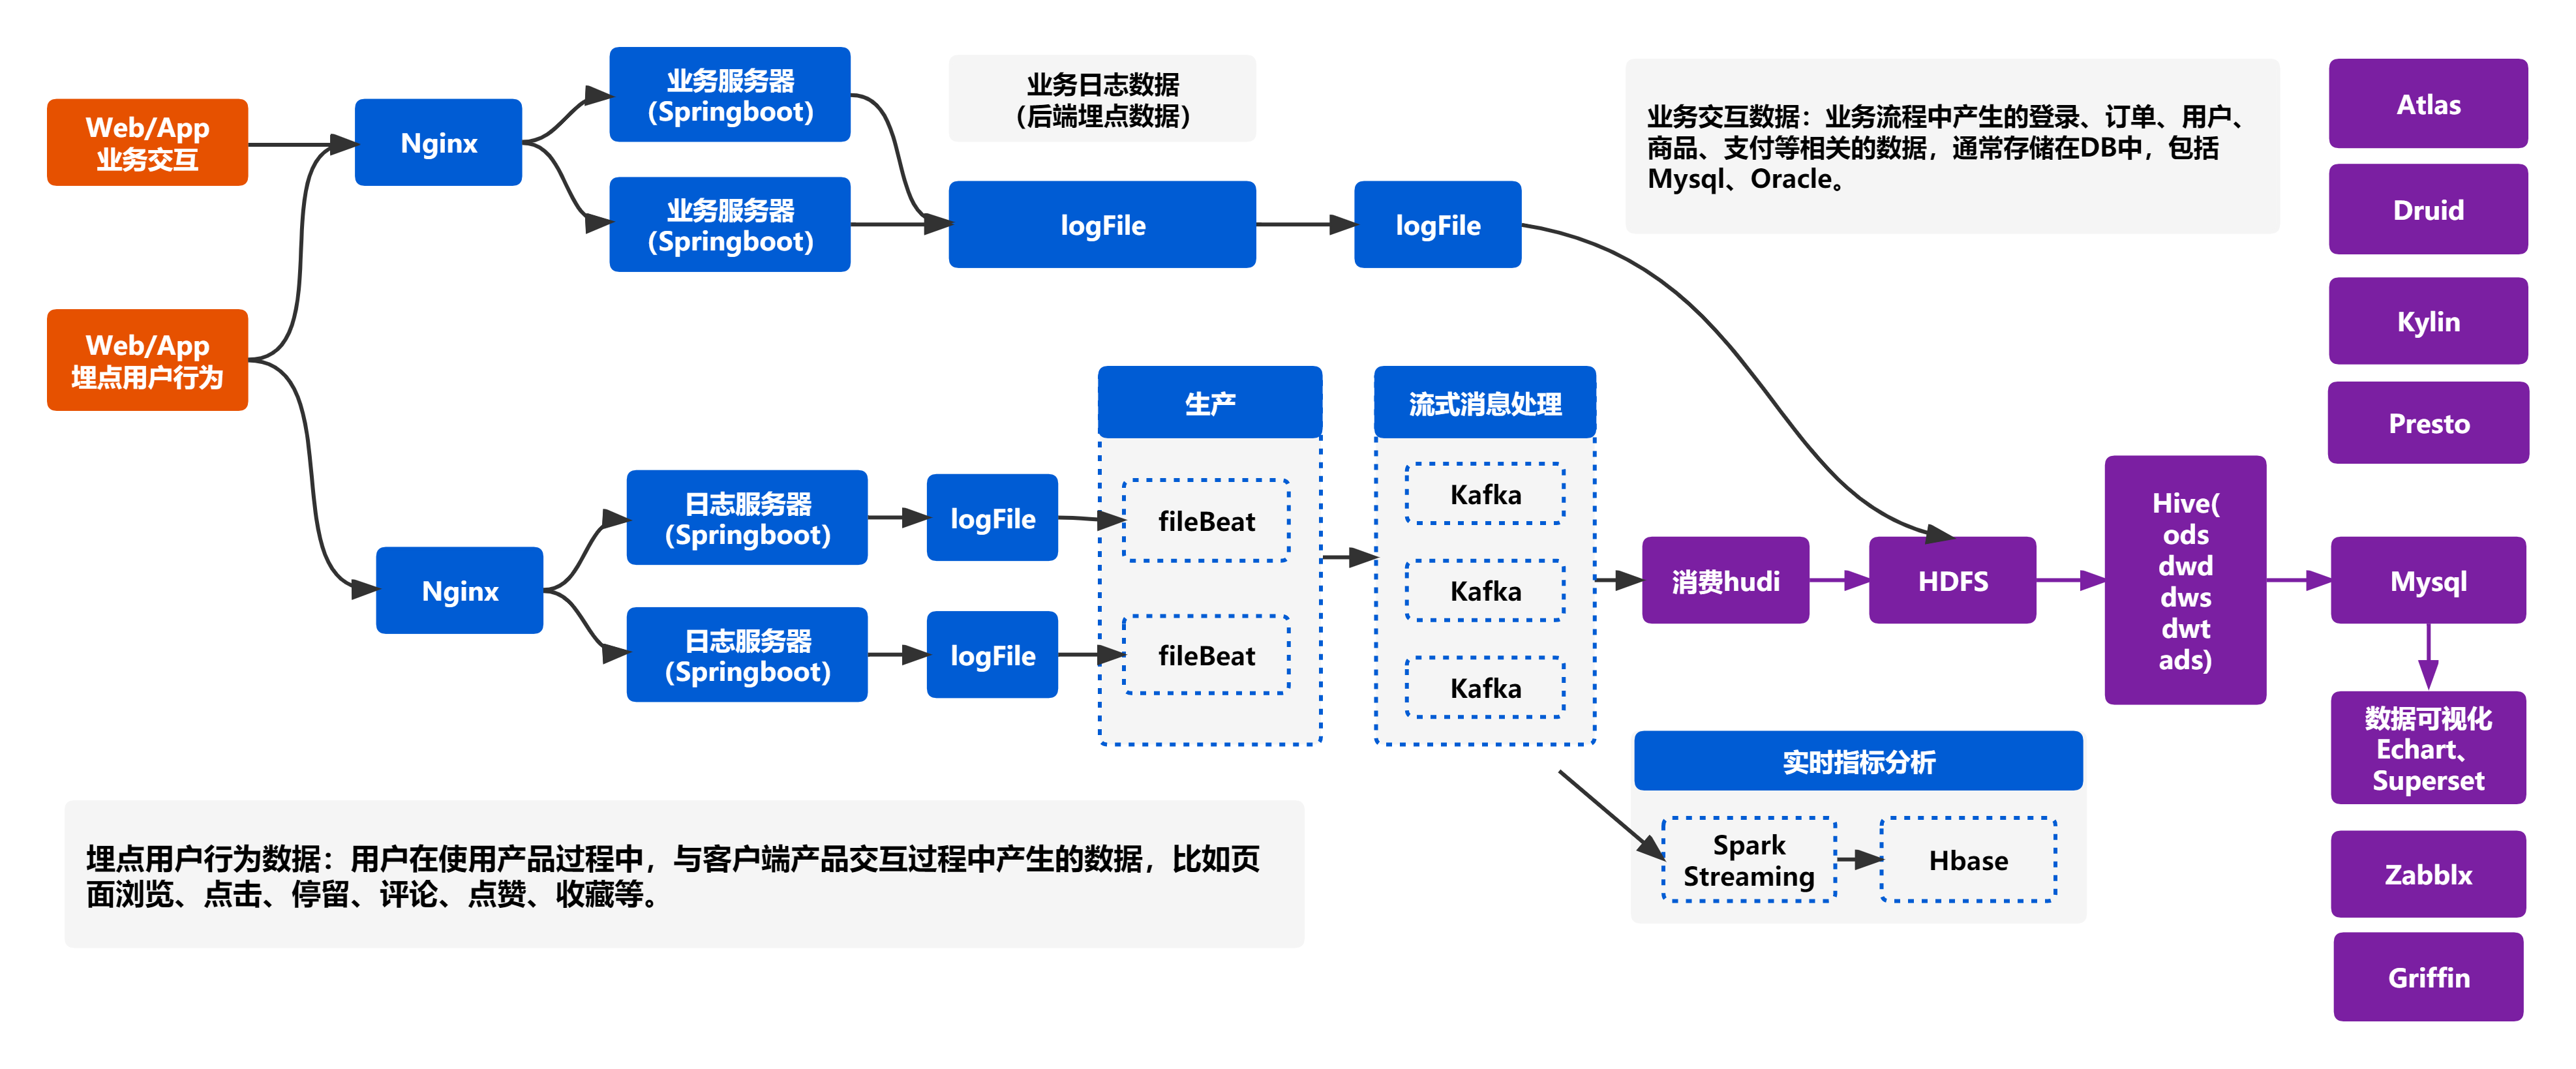 Web/App
业务交互
Web/App
埋点用户行为
Nginx
业务服务器
(Springboot)
业务服务器
(Springboot)
业务日志数据
（后端埋点数据）
logFile
logFile
业务交互数据：业务流程中产生的登录、订单、用户、
商品、支付等相关的数据，通常存储在DB中，包括
Mysql、Oracle。
Nginx
日志服务器
(Springboot)
日志服务器
(Springboot)
logFile
logFile
生产
fileBeat
fileBeat
流式消息处理
Kafka
Kafka
Kafka
消费hudi
HDFS
Hive(
ods
dwd
dws
dwt
ads)
实时指标分析
Spark
Streaming
Hbase
埋点用户行为数据：用户在使用产品过程中，与客户端产品交互过程中产生的数据，比如页
面浏览、点击、停留、评论、点赞、收藏等。
Atlas
Druid
Kylin
Presto
Mysql
数据可视化
Echart、
Superset
Zabblx
Griffin